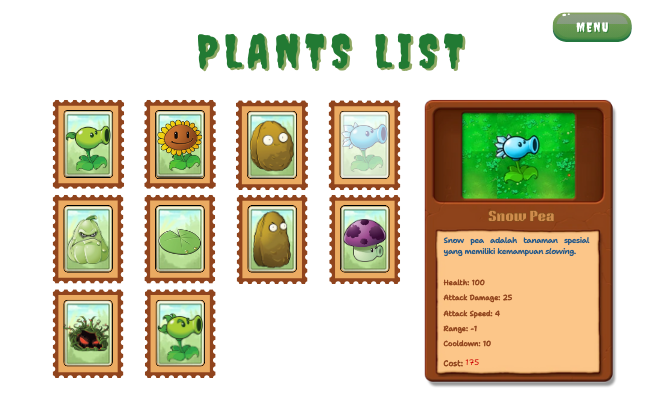 MENU
PLANTS LIST
Snow Pea
Snow pea adalah tanaman spesial
yang memiliki kemampuan slowing.
Health: 100
Attack Damage: 25
Attack Speed: 4
Range: -1
Cooldown: 10
Cost: 175